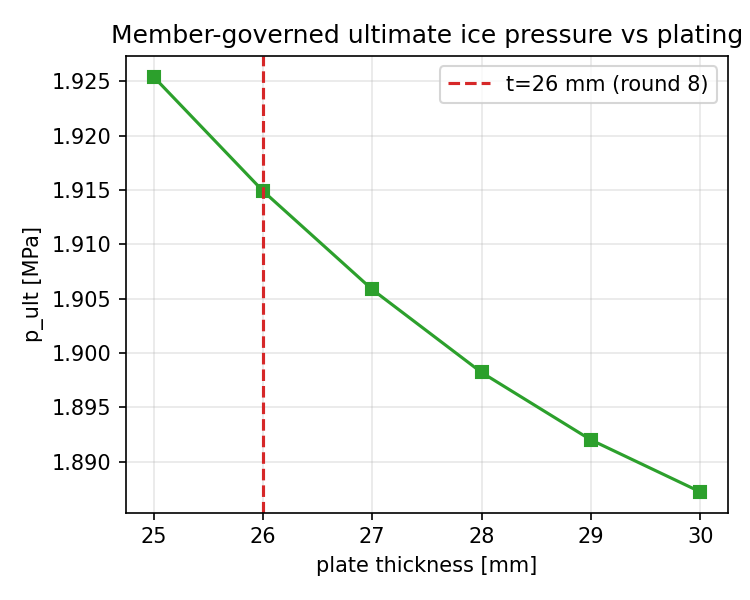 Member-governed ultimate ice pressure vs plating
t=26 mm (round 8)
p_ult [MPa]
1.925
1.920
1.915
1.910
1.905
1.900
1.895
1.890
25 26 27 28 29 30
plate thickness [mm]